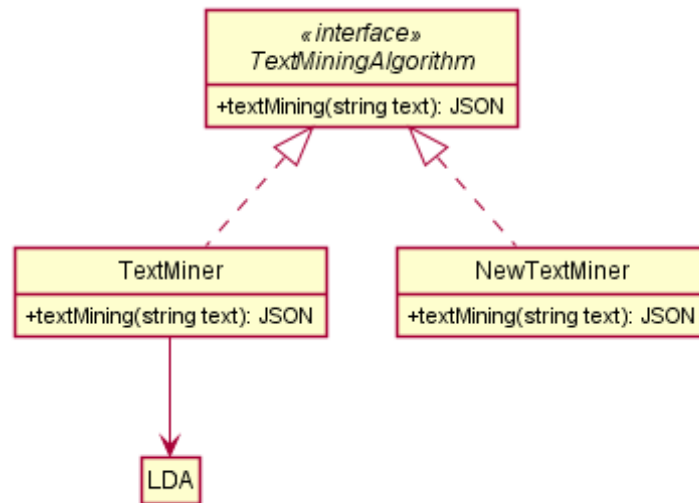 «interface»
TextMiningAlgorithm
+textMining(string text): JSON
TextMiner
+textMining(string text): JSON
NewTextMiner
+textMining(string text): JSON
LDA